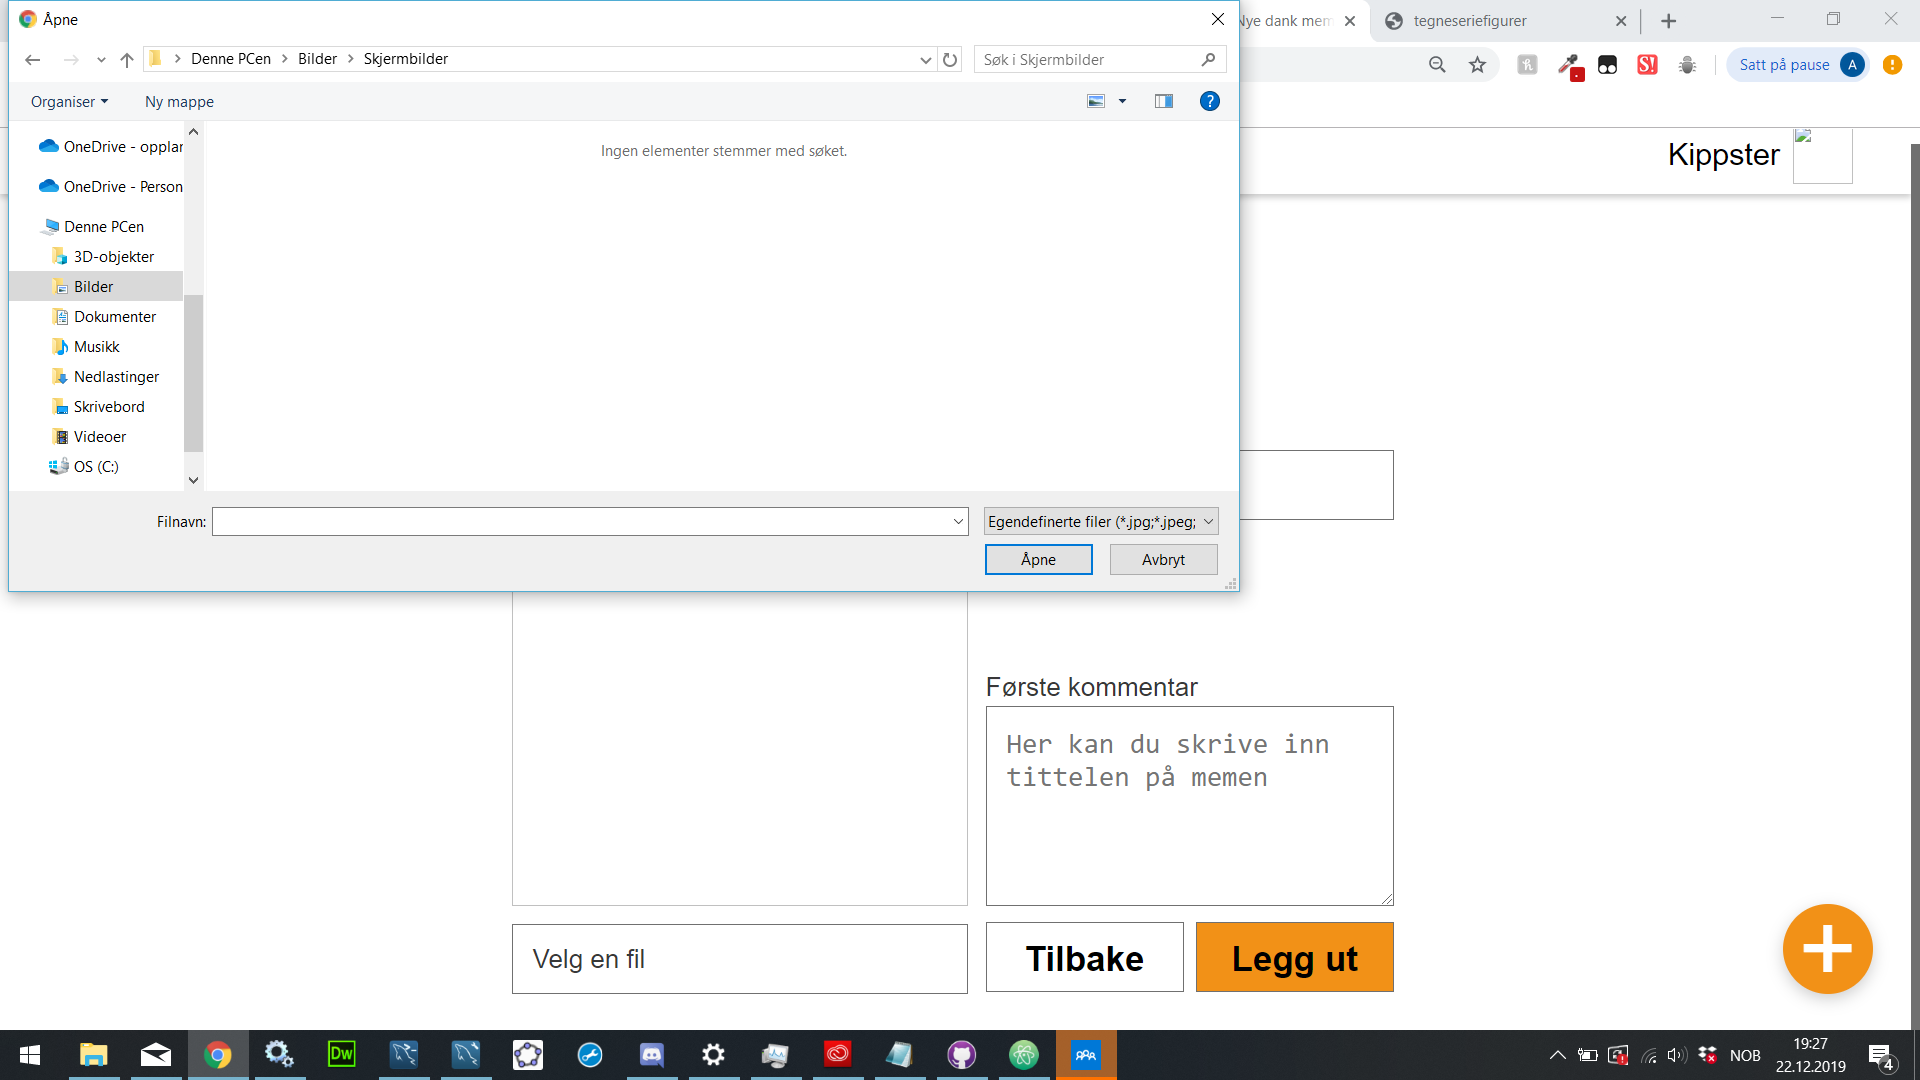 Åpne
Nye dank mem
tegneseriefigurer
Denne PCen
Bilder
Skjermbilder
Søk i Skjermbilder
Satt på pause
A
Organiser
Ny mappe
?
OneDrive - opplar
OneDrive - Person
Denne PCen
3D-objekter
Bilder
Dokumenter
Musikk
Nedlastinger
Skrivebord
Videoer
OS (C:)
Ingen elementer stemmer med søket.
Kippster
Filnavn:
Egendefinerte filer (*.jpg;*.jpeg;
Åpne
Avbryt
Første kommentar
Her kan du skrive inn
tittelen på memen
Velg en fil
Tilbake
Legg ut
Dw
NOB
19:27
22.12.2019
4